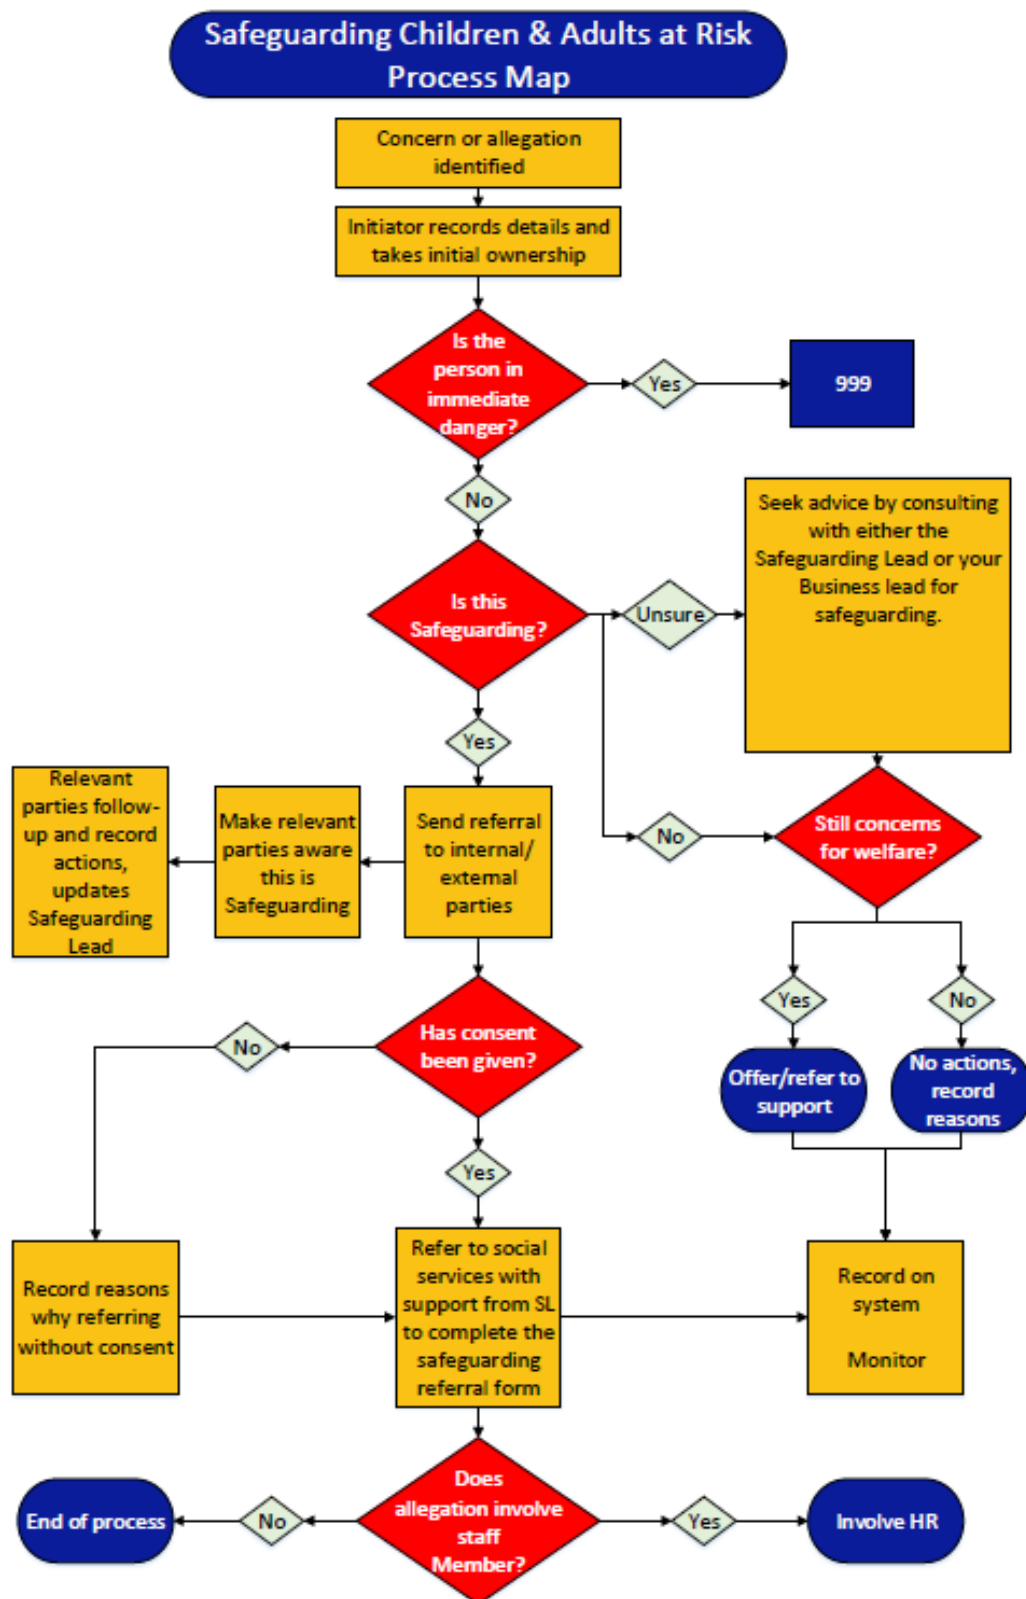 Safeguarding Children & Adults at Risk
Process Map
Concern or allegation
identified
Initiator records details and
takes initial ownership
Is the
person in
immediate
danger?
Yes
999
No
Seek advice by consulting
with either the
Safeguarding Lead or your
Business lead for
safeguarding.
Is this
Safeguarding?
Unsure
Yes
No
Still concerns
for welfare?
Relevant
parties follow-
up and record
actions,
updates
Safeguarding
Lead
Make relevant
parties aware
this is
Safeguarding
Send referral
to internal/
external
parties
Yes
No
Has consent
been given?
No
Offer/refer to
support
No actions,
record
reasons
Yes
Record reasons
why referring
without consent
Refer to social
services with
support from SL
to complete the
safeguarding
referral form
Record on
system
Monitor
Does
allegation involve
staff
Member?
No
End of process
Yes
Involve HR